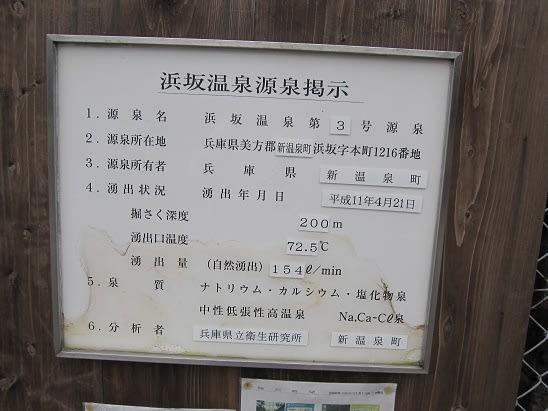 浜坂温泉源泉掲示
1. 源泉名 浜坂温泉第3号源泉
2. 源泉所在地 兵庫県美方郡新温泉町浜坂字本町1216番地
3. 源泉所有者 兵庫県 新温泉町
4. 湧出状況 湧出年月日 平成11年4月21日
掘さく深度 200m
湧出口温度 72.5℃
湧出量 (自然湧出) 154ℓ/min
5. 泉質 ナトリウム・カルシウム・塩化物泉
中性低張性高温泉 Na,Ca-Cℓ泉
6. 分析者 兵庫県立衛生研究所 新温泉町